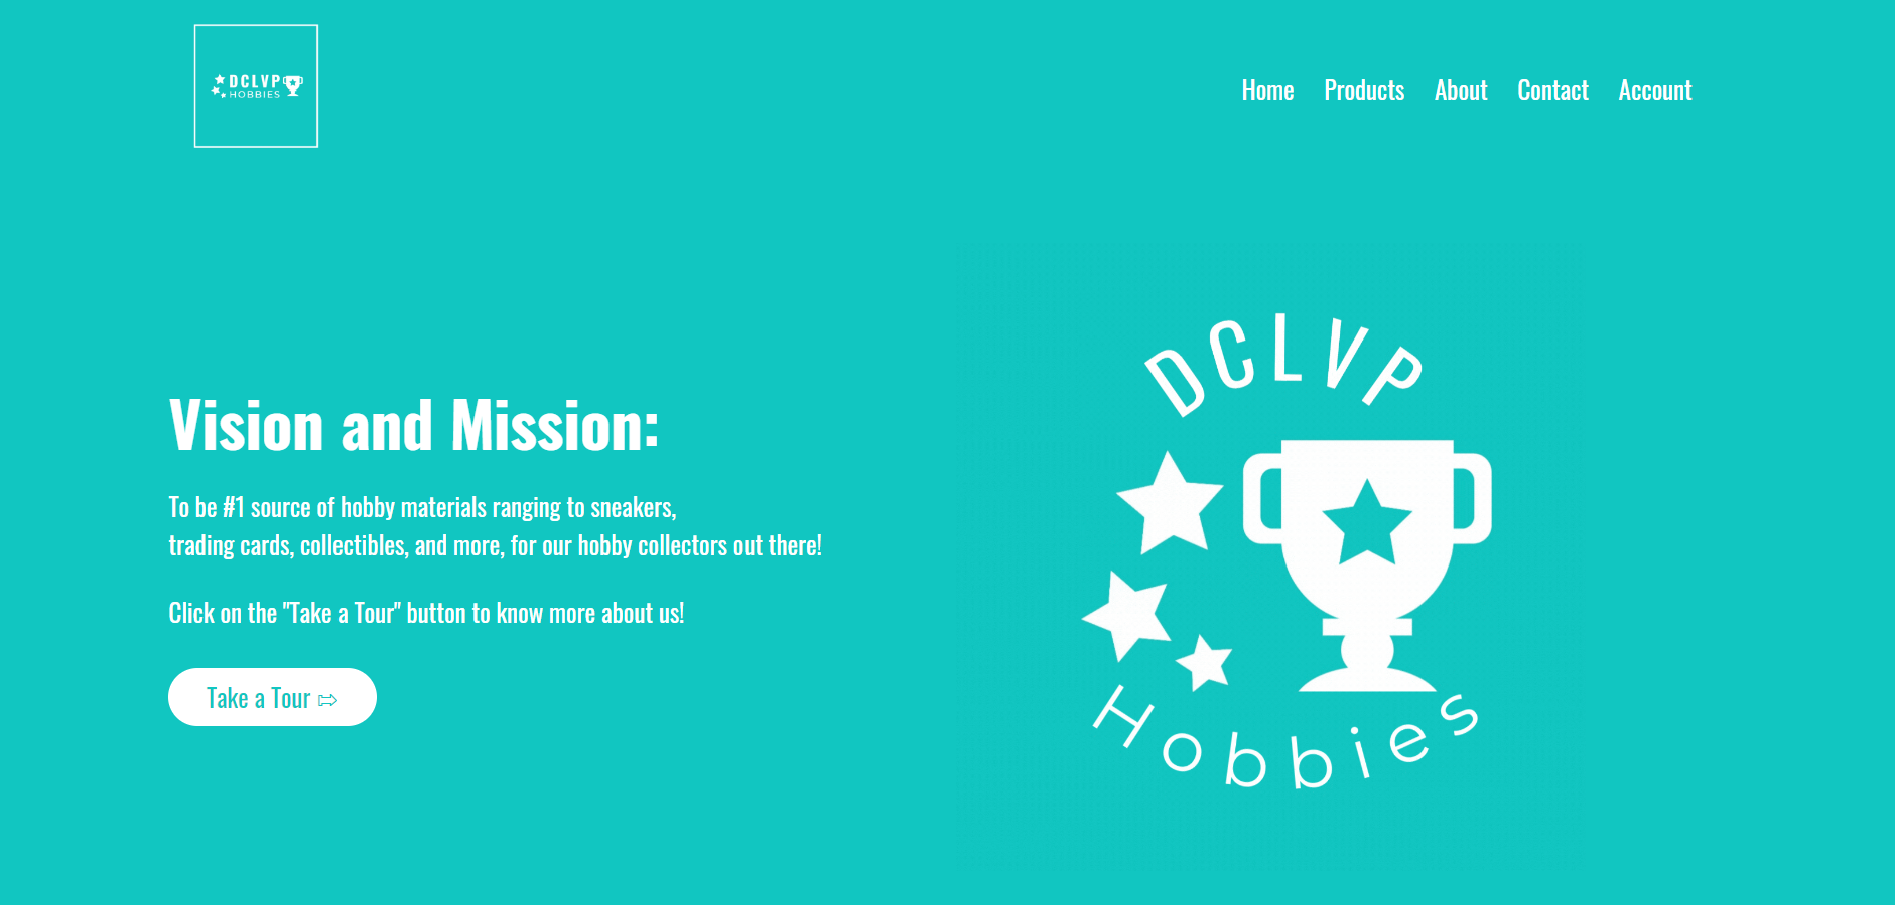 DCLVP
HOBBIES
Home Products About Contact Account
DCLVP
Vision and Mission:
To be #1 source of hobby materials ranging to sneakers,
trading cards, collectibles, and more, for our hobby collectors out there!
Click on the "Take a Tour" button to know more about us!
Take a Tour ⇰
Hobbies